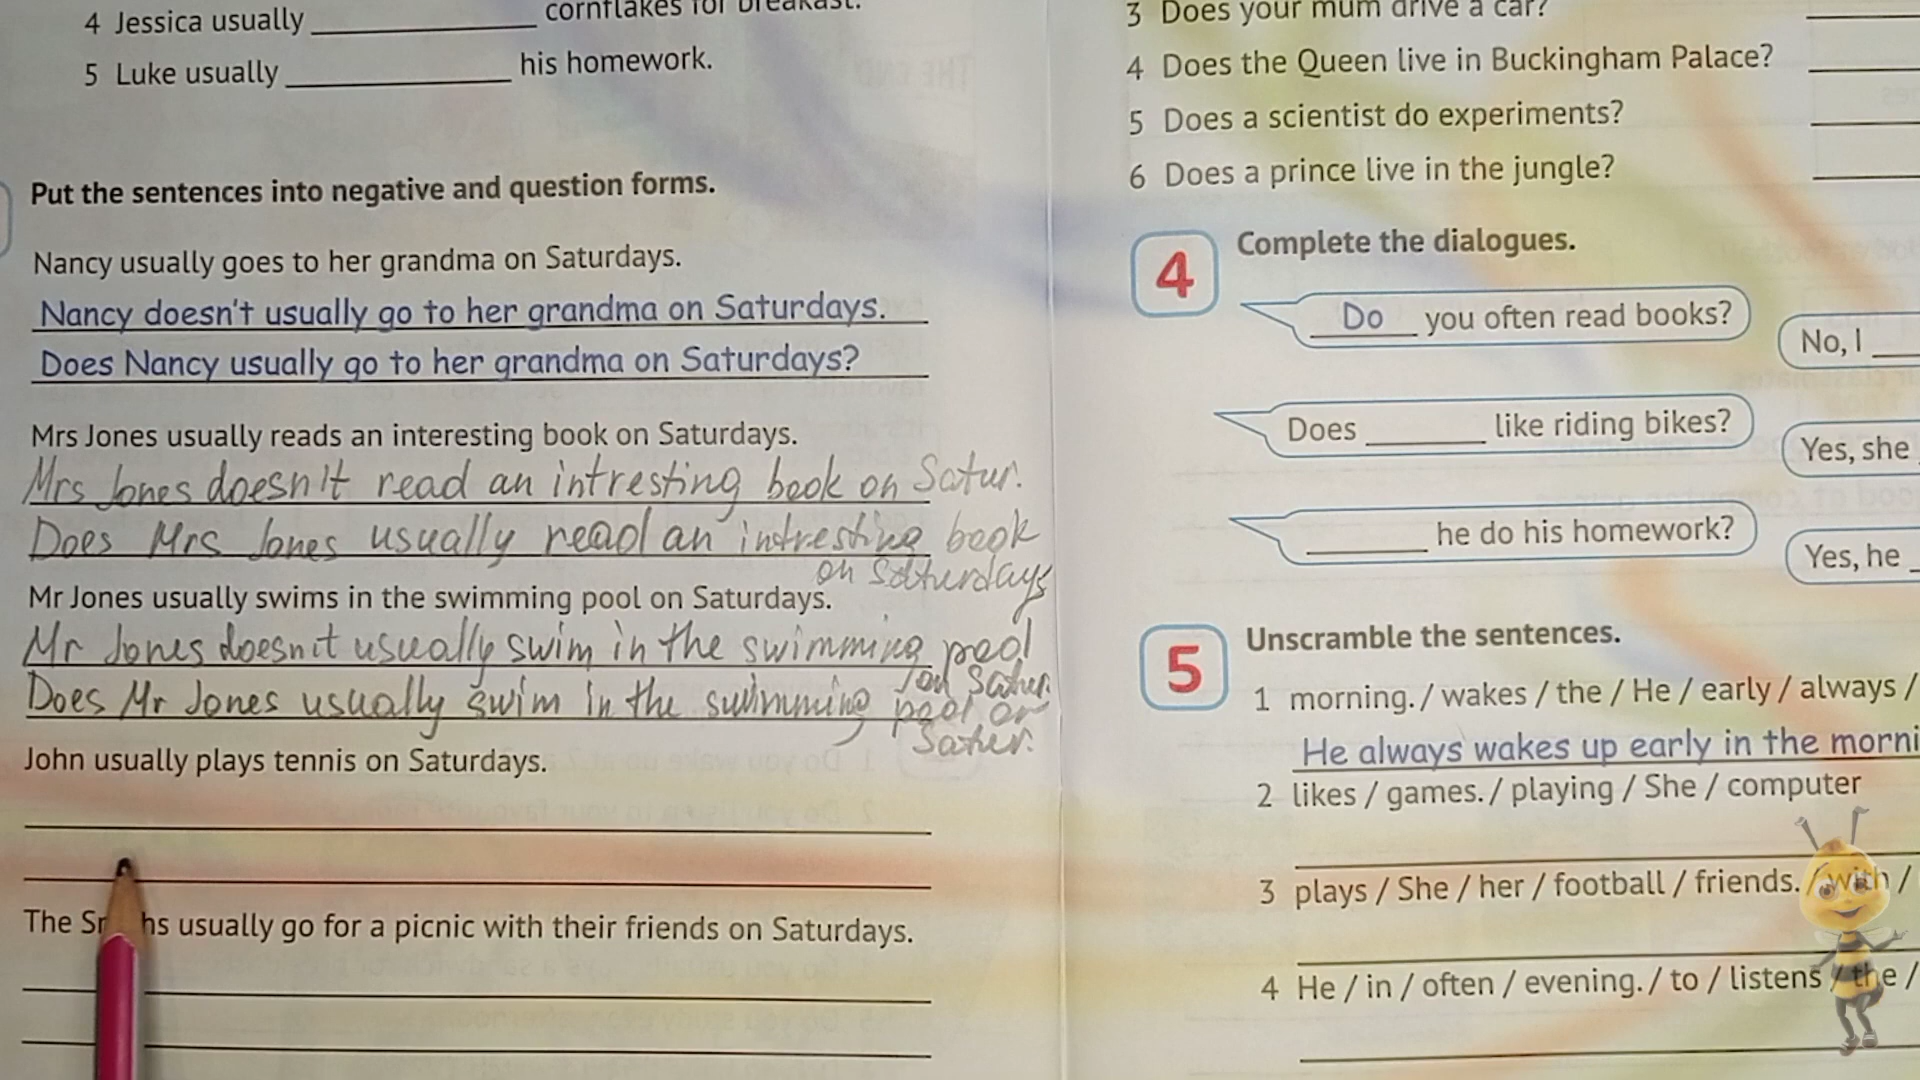 4 Jessica usually ____ cornflakes for breakfast.
5 Luke usually ____ his homework.
Put the sentences into negative and question forms.
Nancy usually goes to her grandma on Saturdays.
Nancy doesn't usually go to her grandma on Saturdays.
Does Nancy usually go to her grandma on Saturdays?
Mrs Jones usually reads an interesting book on Saturdays.
Mrs Jones doesn't read an intresting book on Satur.
Does Mrs Jones usually read an intresting book
on Saturdays
Mr Jones usually swims in the swimming pool on Saturdays.
Mr Jones doesn't usually swim in the swimming pool
on Satur.
Does Mr Jones usually swim in the swimming pool on
Satur.
John usually plays tennis on Saturdays.
The usually go for a picnic with their friends on Saturdays.
3 Does your mum drive a car?
4 Does the Queen live in Buckingham Palace?
5 Does a scientist do experiments?
6 Does a prince live in the jungle?
4 Complete the dialogues.
Do you often read books?
No, I ____
Does ____ like riding bikes?
Yes, she
____ he do his homework?
Yes, he
5 Unscramble the sentences.
1 morning. / wakes / the / He / early / always /
He always wakes up early in the morni
2 likes / games. / playing / She / computer
3 plays / She / her / football / friends. / with /
4 He / in / often / evening. / to / listens / the /